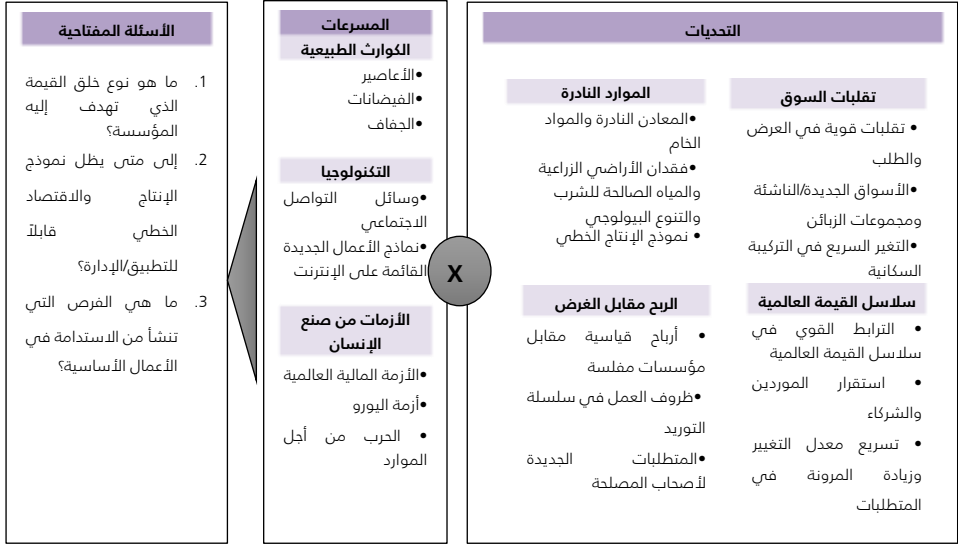 التحديات
تقلبات السوق
• تقلبات قوية في العرض
والطلب
•الأسواق الجديدة/الناشئة
ومجموعات الزبائن
•التغير السريع في التركيبة
السكانية
سلاسل القيمة العالمية
• الترابط القوي في
سلاسل القيمة العالمية
• استقرار الموردين
والشركاء
• تسريع معدل التغيير
وزيادة المرونة في
المتطلبات
الموارد النادرة
•المعادن النادرة والمواد
الخام
•فقدان الأراضي الزراعية
والمياه الصالحة للشرب
والتنوع البيولوجي
• نموذج الإنتاج الخطي
الربح مقابل الغرض
• أرباح قياسية مقابل
مؤسسات مفلسة
•ظروف العمل في سلسلة
التوريد
•المتطلبات الجديدة
لأصحاب المصلحة
X
المسرعات
الكوارث الطبيعية
•الأعاصير
•الفيضانات
•الجفاف
التكنولوجيا
•وسائل التواصل
الاجتماعي
•نماذج الأعمال الجديدة
القائمة على الإنترنت
الأزمات من صنع
الإنسان
•الأزمة المالية العالمية
•أزمة اليورو
• الحرب من أجل
الموارد
الأسئلة المفتاحية
1. ما هو نوع خلق القيمة
الذي تهدف إليه
المؤسسة؟
2. إلى متى يظل نموذج
الإنتاج والاقتصاد
الخطي قابلاً
للتطبيق/الإدارة؟
3. ما هي الفرص التي
تنشأ من الاستدامة في
الأعمال الأساسية؟